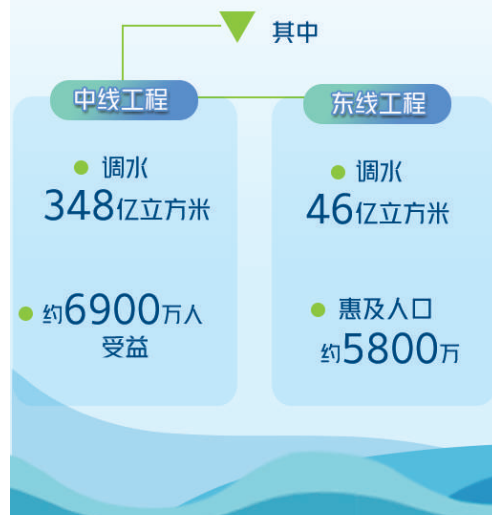 其中
中线工程
调水
348亿立方米
约6900万人
受益
东线工程
调水
46亿立方米
惠及人口
约5800万